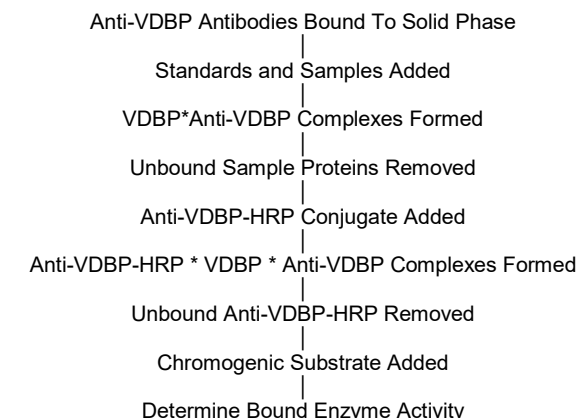 Anti-VDBP Antibodies Bound To Solid Phase
Standards and Samples Added
VDBP*Anti-VDBP Complexes Formed
Unbound Sample Proteins Removed
Anti-VDBP-HRP Conjugate Added
Anti-VDBP-HRP * VDBP * Anti-VDBP Complexes Formed
Unbound Anti-VDBP-HRP Removed
Chromogenic Substrate Added
Determine Bound Enzyme Activity